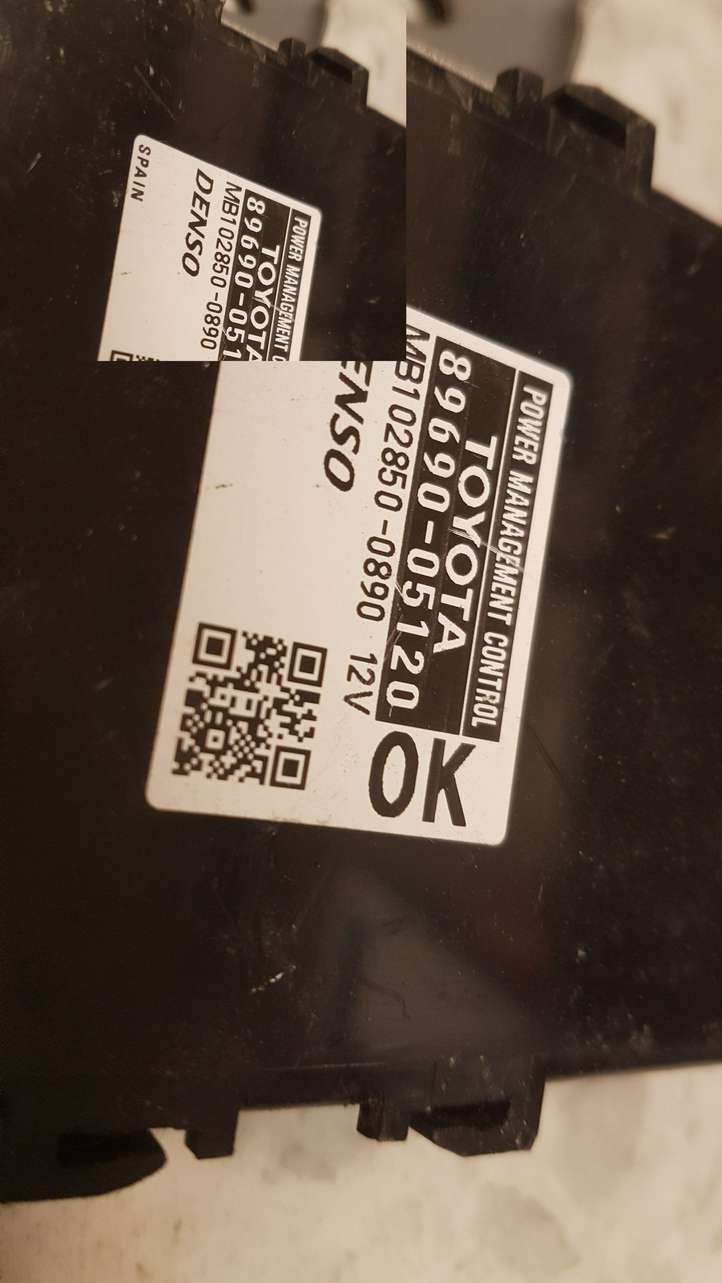 POWER MANAGEMENT C
TOYOTA
89690-051
MB102850-0890
DENSO
SPAIN
POWER MANAGEMENT CONTROL
TOYOTA
89690-05120
OK
MB102850-0890 12V
ENSO